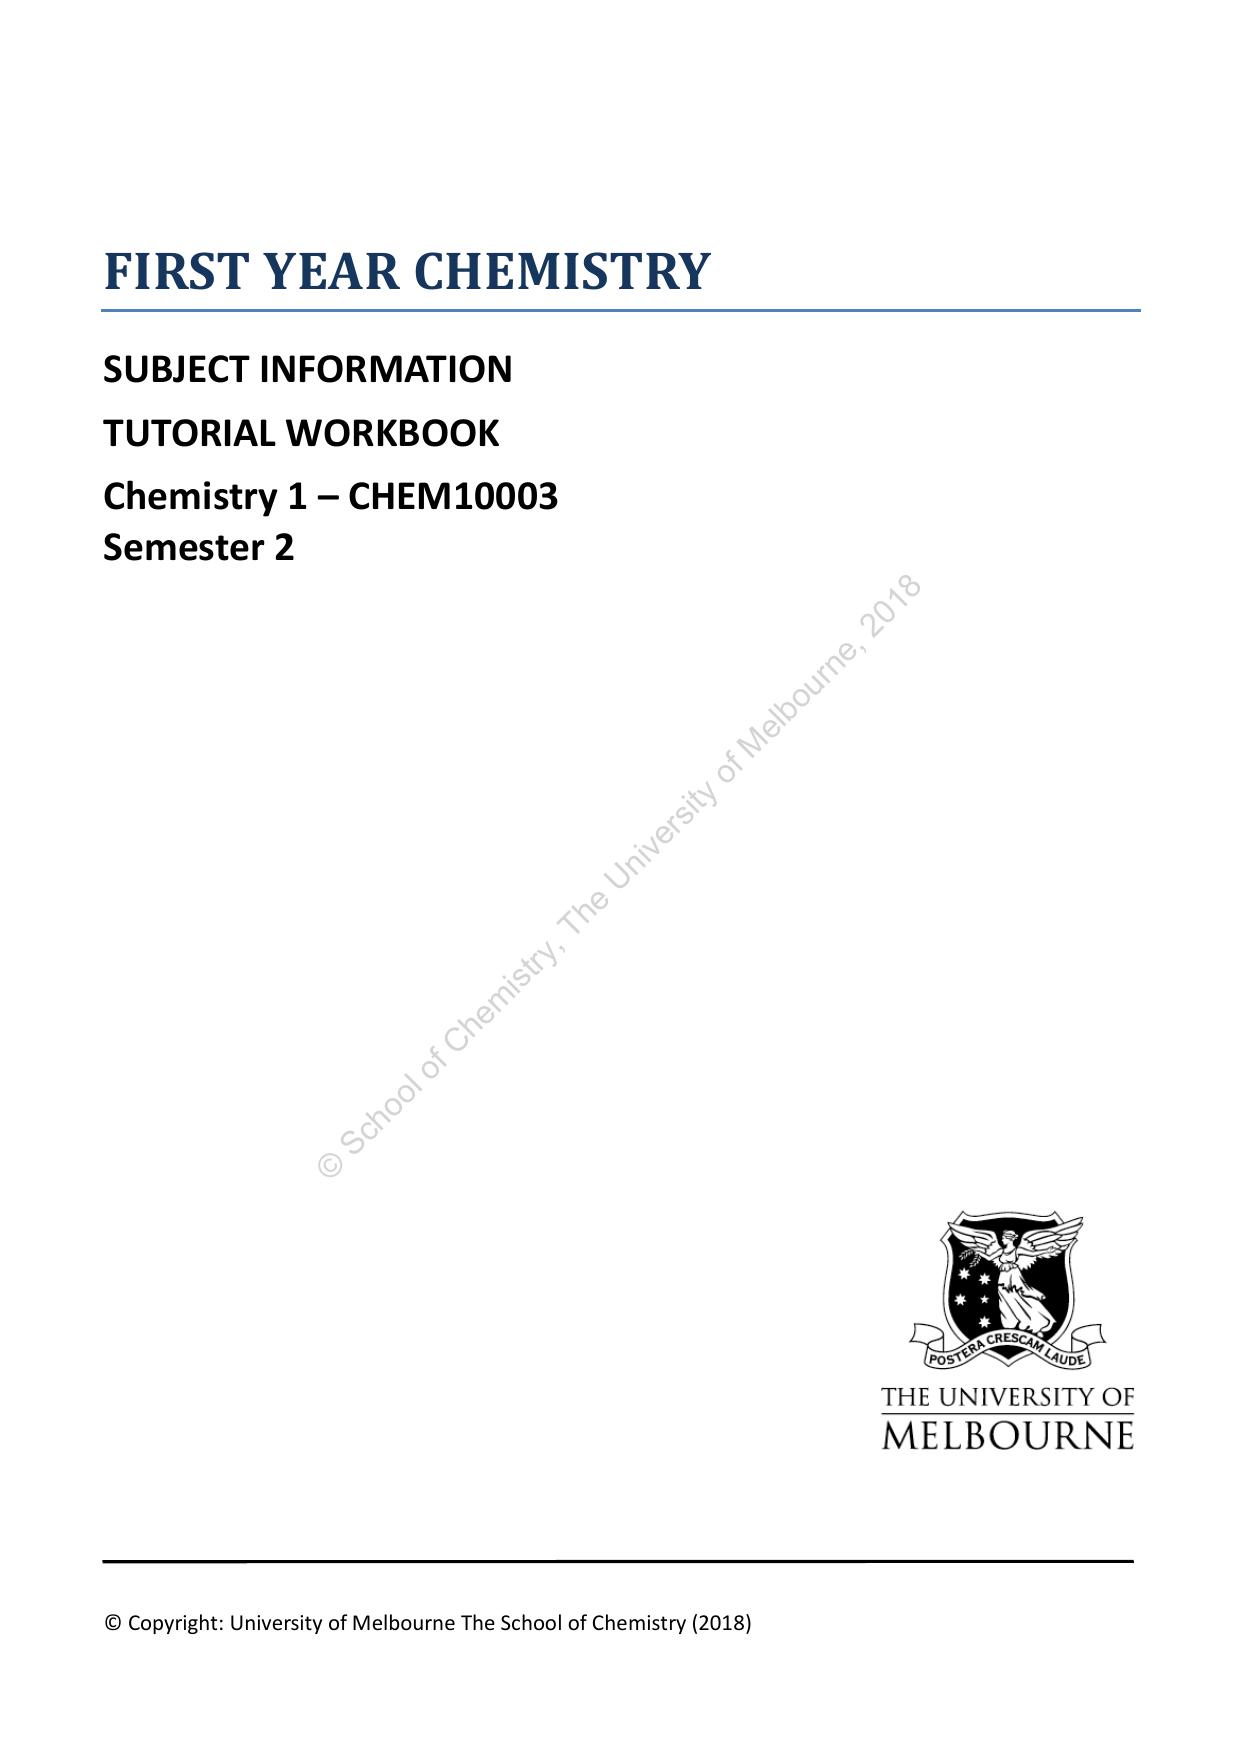 FIRST YEAR CHEMISTRY
SUBJECT INFORMATION
TUTORIAL WORKBOOK
Chemistry 1 – CHEM10003
Semester 2
© School of Chemistry, The University of Melbourne, 2018
POSTERA CRESCAM LAUDE
THE UNIVERSITY OF
MELBOURNE
© Copyright: University of Melbourne The School of Chemistry (2018)